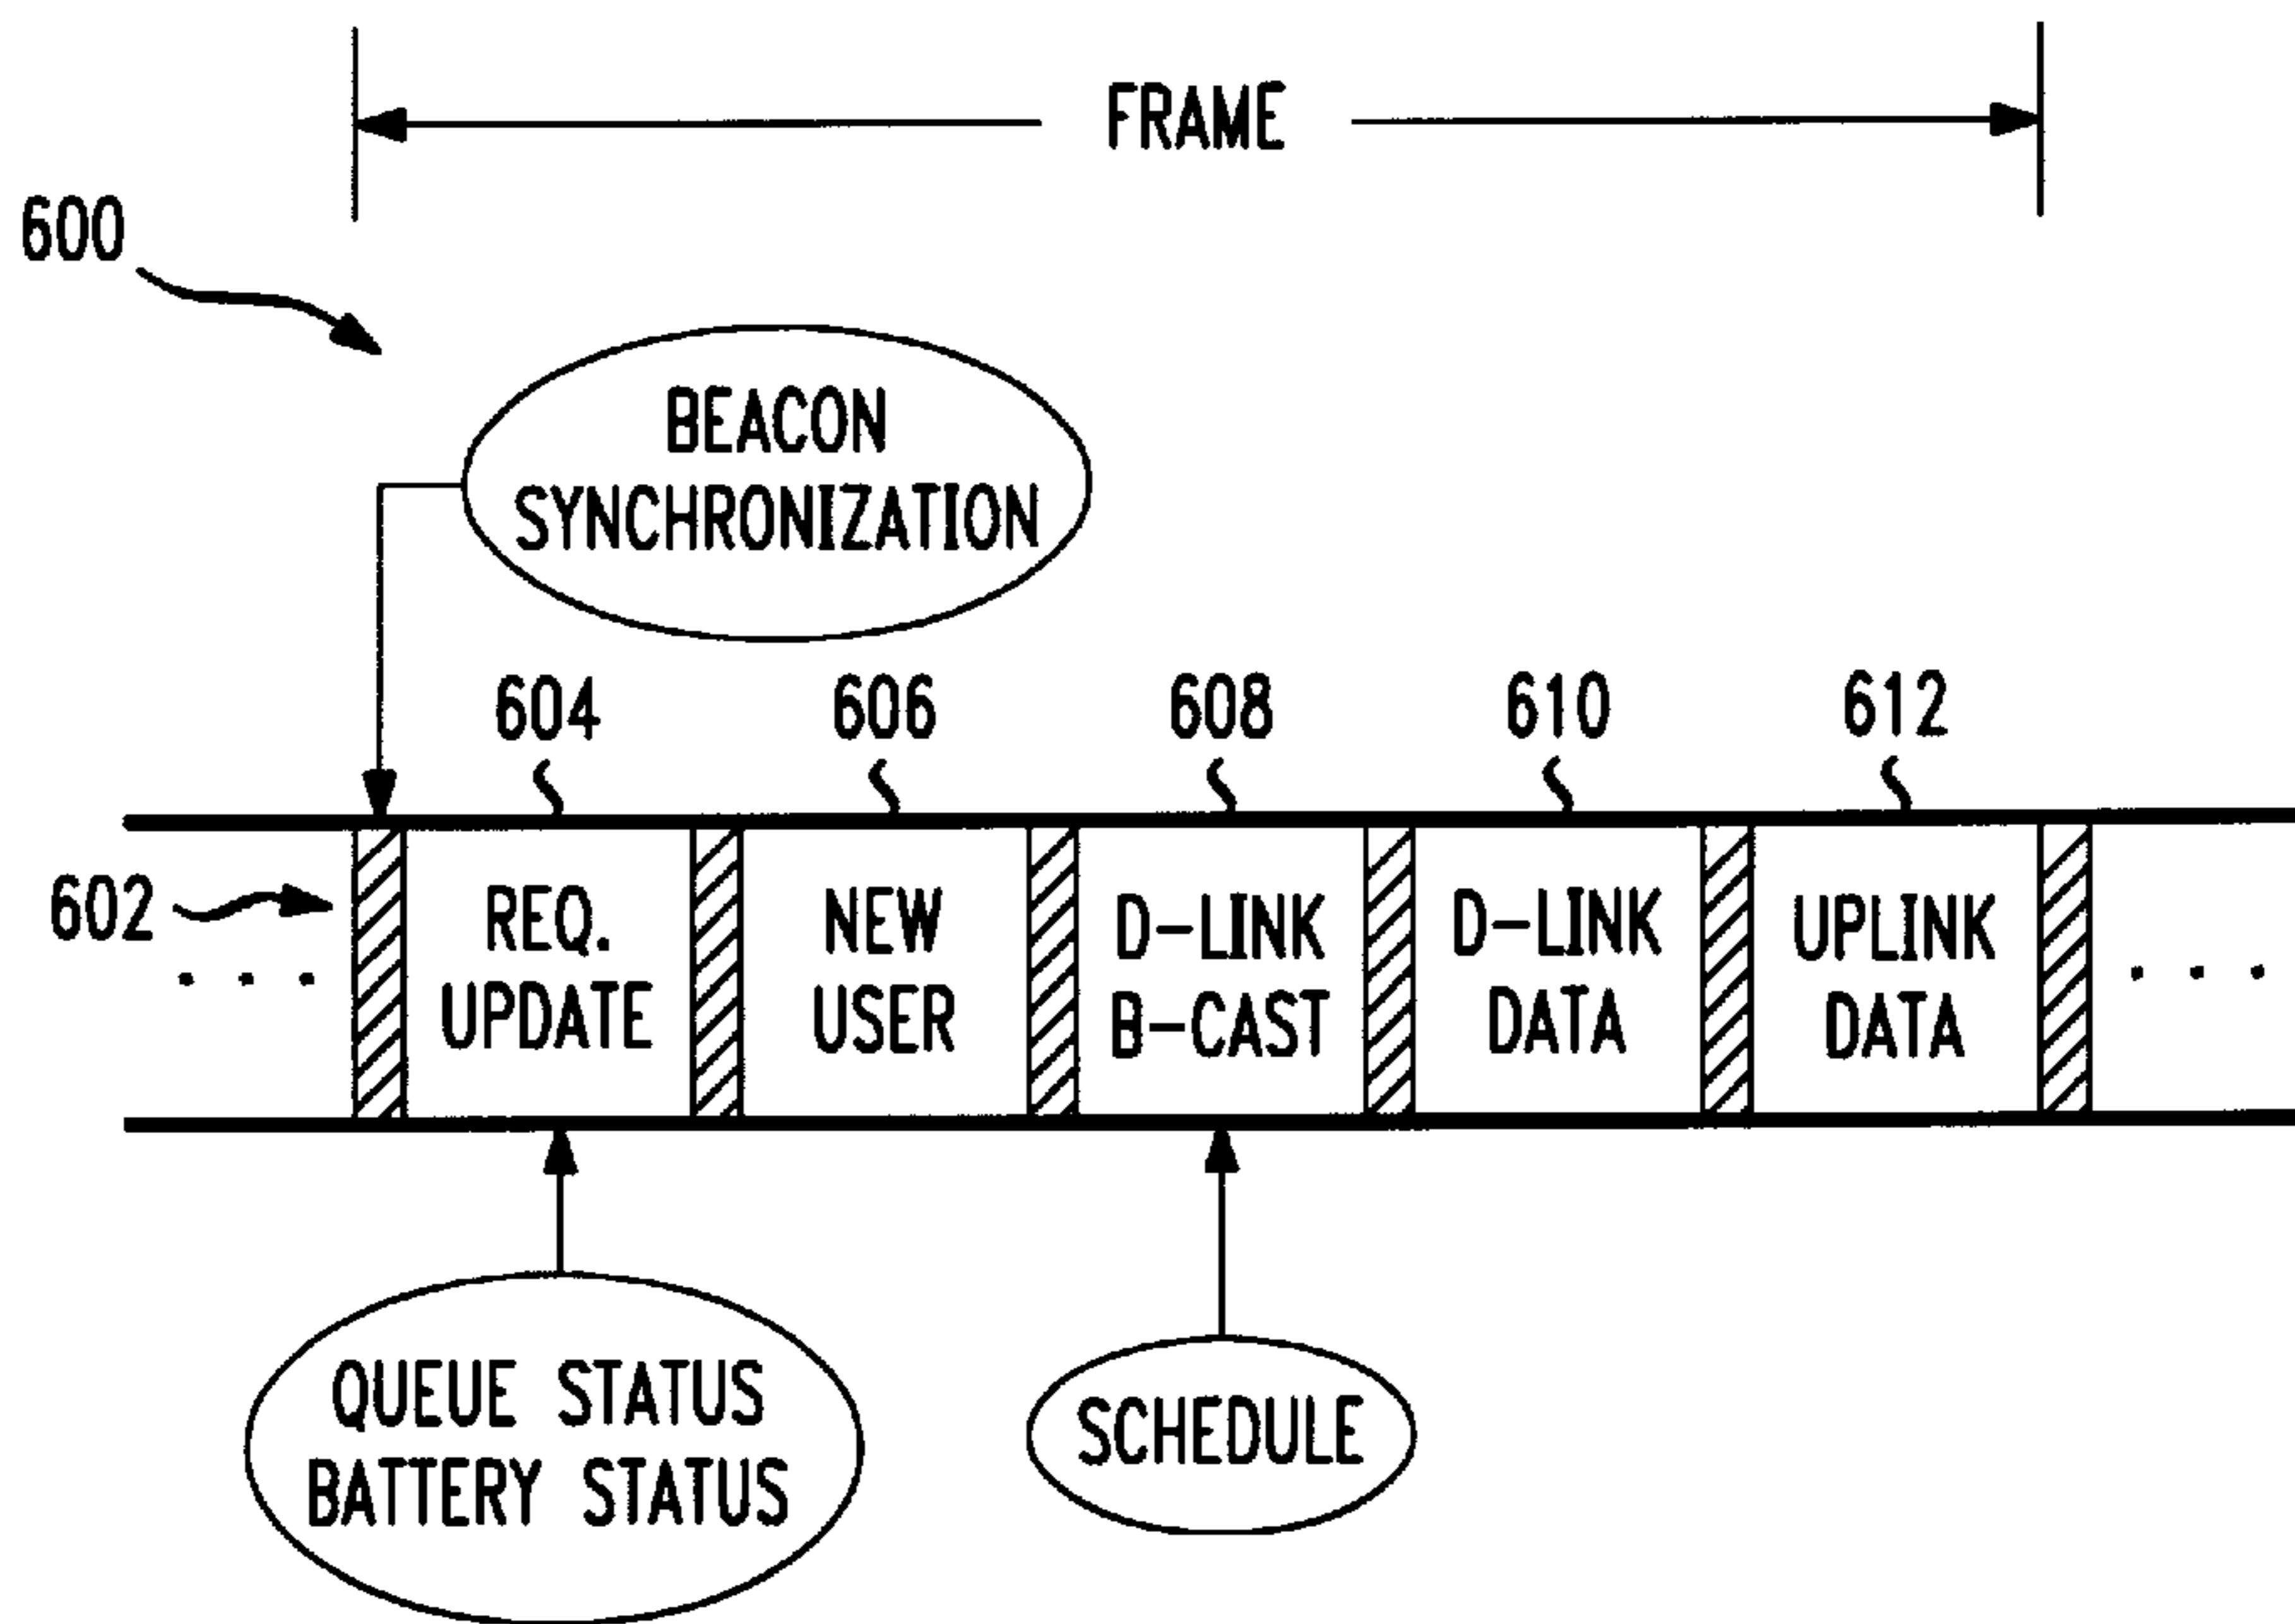 FRAME
600
BEACON
SYNCHRONIZATION
604
606
608
610
612
602
REQ.
UPDATE
NEW
USER
D-LINK
B-CAST
D-LINK
DATA
UPLINK
DATA
QUEUE STATUS
BATTERY STATUS
SCHEDULE